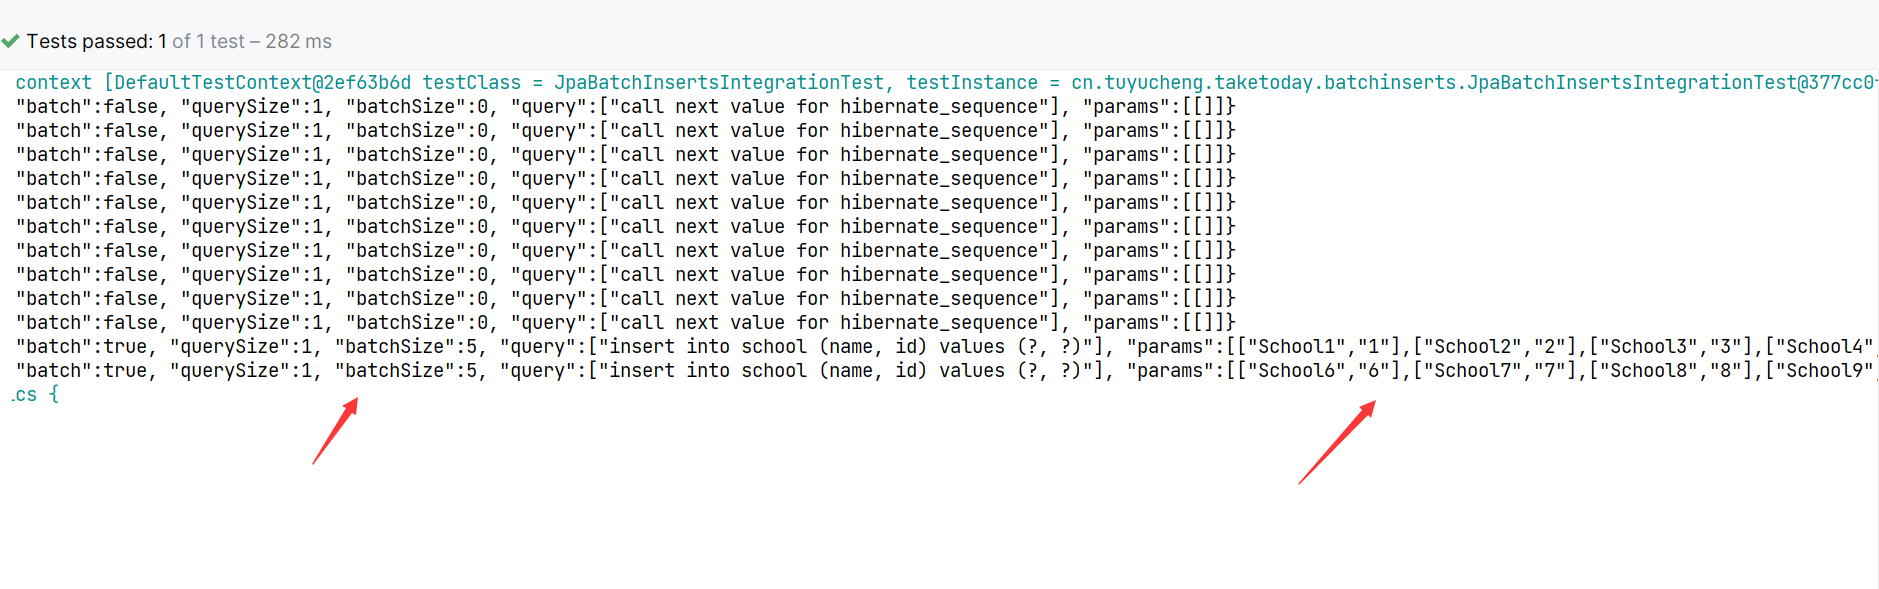 Tests passed: 1 of 1 test – 282 ms
context [DefaultTestContext@2ef63b6d testClass = JpaBatchInsertsIntegrationTest, testInstance = cn.tuyucheng.taketoday.batchinserts.JpaBatchInsertsIntegrationTest@377cc0
"batch":false, "querySize":1, "batchSize":0, "query":["call next value for hibernate_sequence"], "params":[[]]}
"batch":false, "querySize":1, "batchSize":0, "query":["call next value for hibernate_sequence"], "params":[[]]}
"batch":false, "querySize":1, "batchSize":0, "query":["call next value for hibernate_sequence"], "params":[[]]}
"batch":false, "querySize":1, "batchSize":0, "query":["call next value for hibernate_sequence"], "params":[[]]}
"batch":false, "querySize":1, "batchSize":0, "query":["call next value for hibernate_sequence"], "params":[[]]}
"batch":false, "querySize":1, "batchSize":0, "query":["call next value for hibernate_sequence"], "params":[[]]}
"batch":false, "querySize":1, "batchSize":0, "query":["call next value for hibernate_sequence"], "params":[[]]}
"batch":false, "querySize":1, "batchSize":0, "query":["call next value for hibernate_sequence"], "params":[[]]}
"batch":false, "querySize":1, "batchSize":0, "query":["call next value for hibernate_sequence"], "params":[[]]}
"batch":false, "querySize":1, "batchSize":0, "query":["call next value for hibernate_sequence"], "params":[[]]}
"batch":true, "querySize":1, "batchSize":5, "query":["insert into school (name, id) values (?, ?)"], "params":[["School1","1"],["School2","2"],["School3","3"],["School4"
"batch":true, "querySize":1, "batchSize":5, "query":["insert into school (name, id) values (?, ?)"], "params":[["School6","6"],["School7","7"],["School8","8"],["School9"
cs {